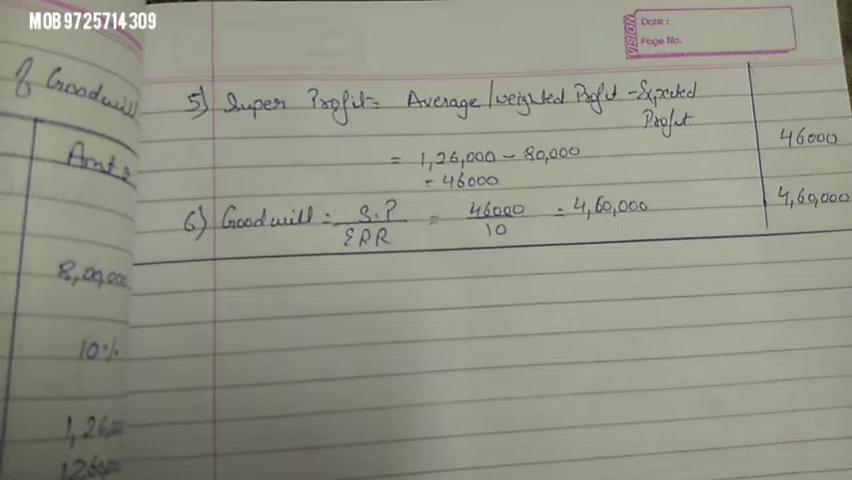 MOB 9725714309
VISION
Date :
Page No.
of Goodwill
Amt
8,00,000
10%
5) Super Profit = Average/weighted Profit - Expected
Profit
= 1,26,000 - 80,000
= 46000
46000
6) Goodwill = S.P / ERR = 46000 / 10 = 4,60,000
4,60,000